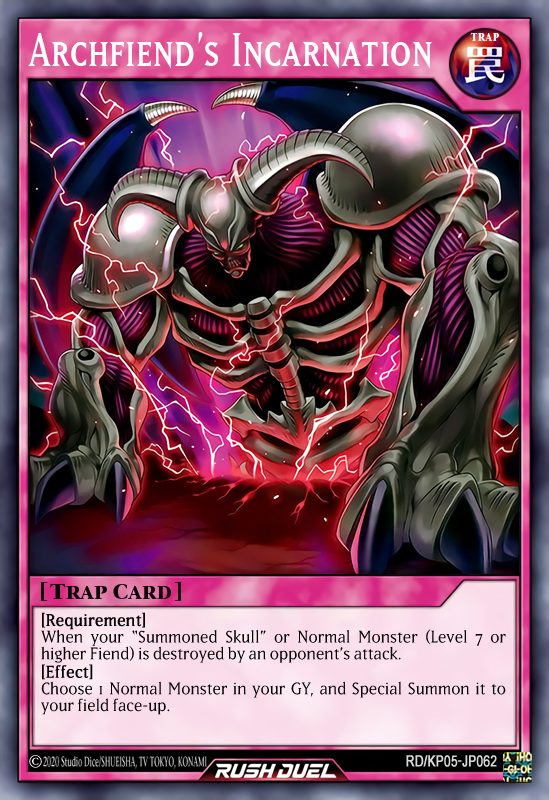 Archfiend's Incarnation
TRAP
罠
[Trap Card]
[Requirement]
When your "Summoned Skull" or Normal Monster (Level 7 or
higher Fiend) is destroyed by an opponent's attack.
[Effect]
Choose 1 Normal Monster in your GY, and Special Summon it to
your field face-up.
©2020 Studio Dice/SHUEISHA, TV TOKYO, KONAMI
RUSH DUEL
RD/KP05-JP062